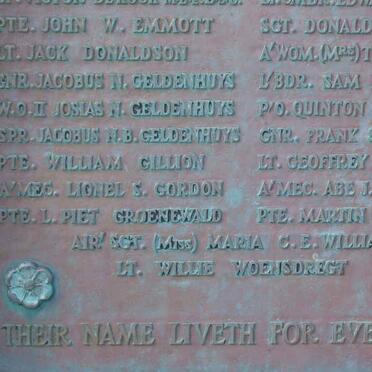 PTE. JOHN W. EMMOTT
LT. JACK DONALDSON
GNR. JACOBUS N. GELDENHUYS
W.O.II JOSIAS N. GELDENHUYS
SPR. JACOBUS N.B. GELDENHUYS
PTE. WILLIAM GILLION
A/MEC. LIONEL S. GORDON
PTE. L. PIET GROENEWALD
SGT. DONALD
A/WOM. (MRS) T
L/BDR. SAM
P/O. QUINTON
GNR. FRANK S
LT. GEOFFREY
A/MEC. ABE J.
PTE. MARTIN
AIR/ SGT. (MISS) MARIA C. E. WILLIA
LT. WILLIE WOENSDREGT
THEIR NAME LIVETH FOR EVE